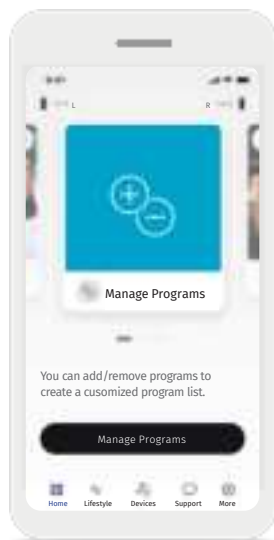 L R
Manage Programs
You can add/remove programs to
create a cusomized program list.
Manage Programs
Home Lifestyle Devices Support More